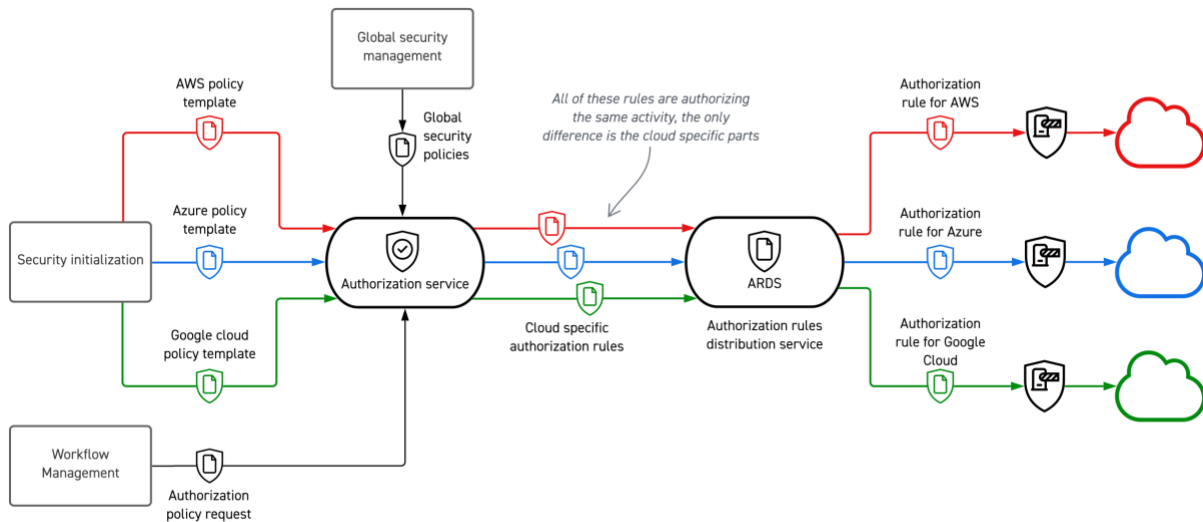 Global security
management
AWS policy
template
Global
security
policies
All of these rules are authorizing
the same activity, the only
difference is the cloud specific
parts
Authorization
rule for AWS
Azure policy
template
Security initialization
Authorization service
ARDS
Authorization
rule for Azure
Google cloud
policy template
Cloud specific
authorization rules
Authorization rules
distribution service
Authorization
rule for Google
Cloud
Workflow
Management
Authorization
policy request